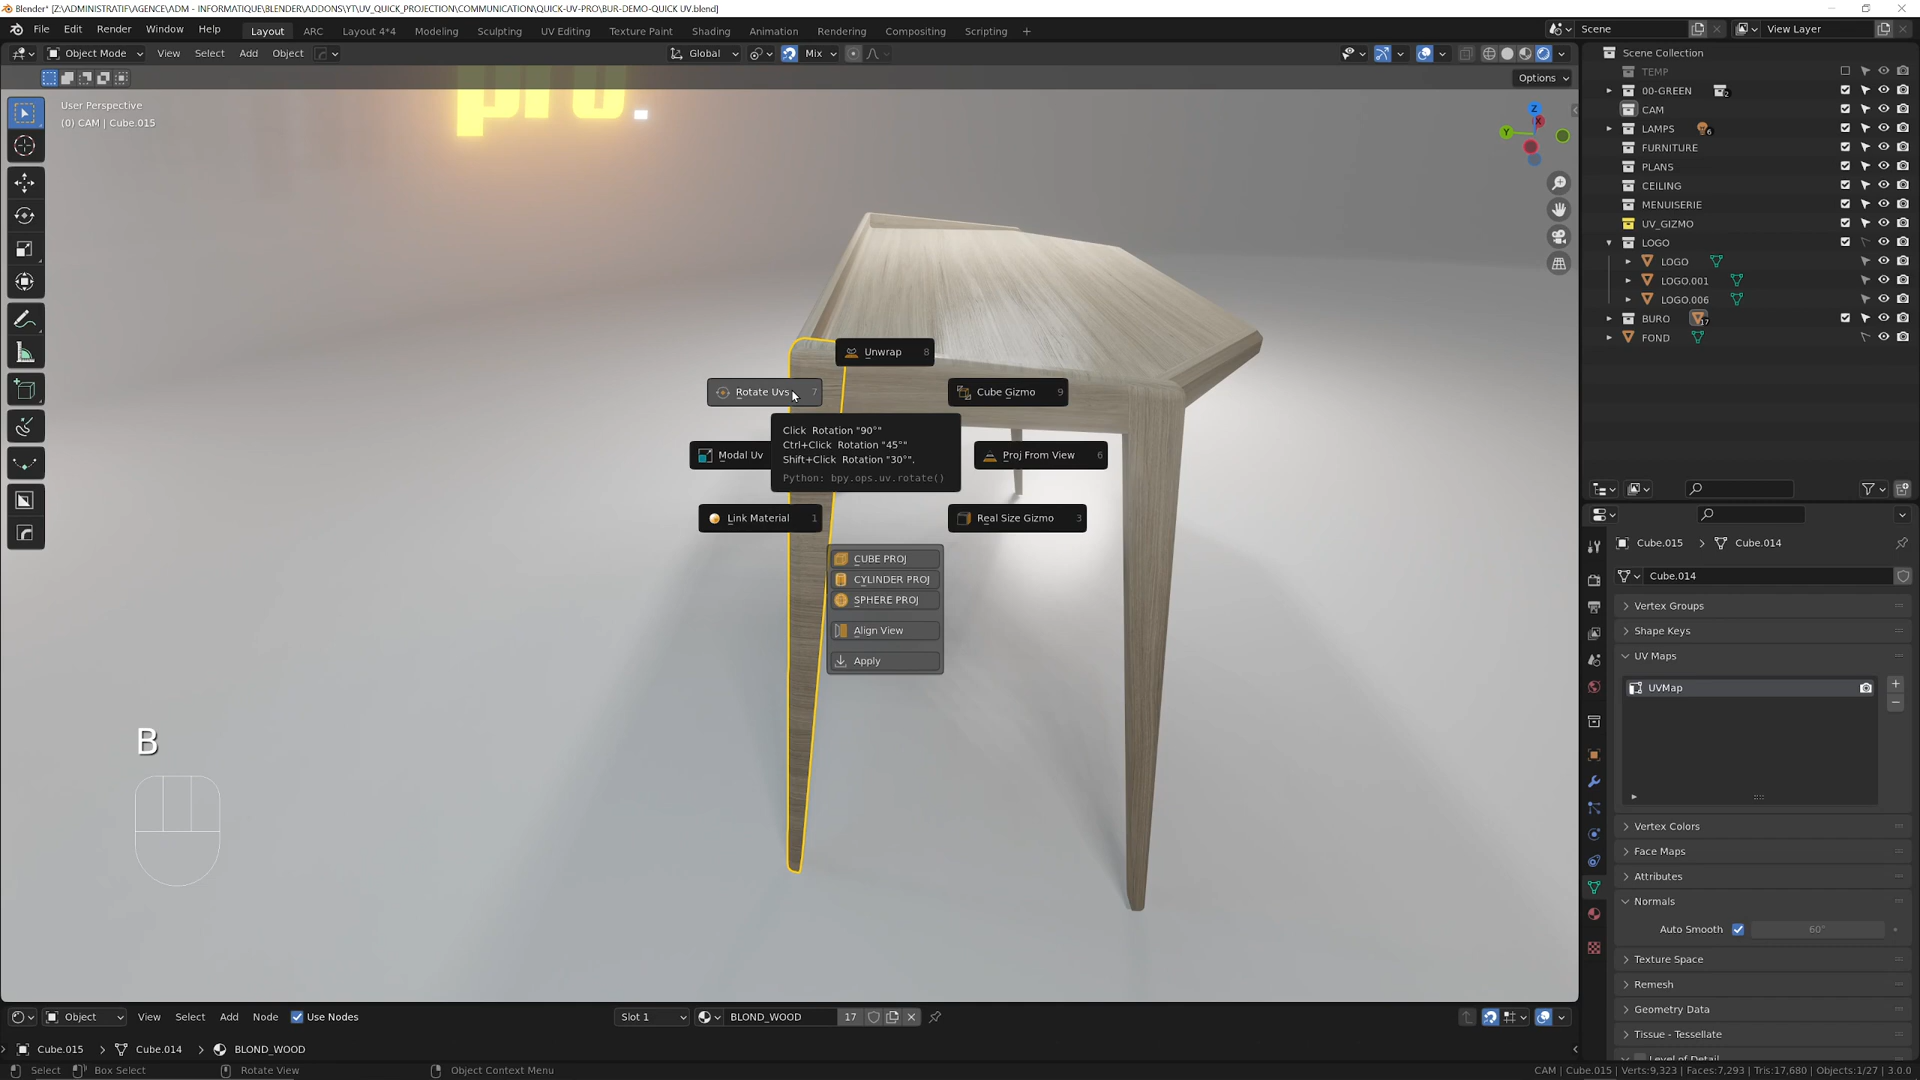 Blender* [Z:\ADMINISTRATIF\AGENCE\ADM - INFORMATIQUE\BLENDER\ADDONS\YT\UV_QUICK_PROJECTION\COMMUNICATION\QUICK-UV-PRO\BUR-DEMO-QUICK UV.blend]
File Edit Render Window Help
Layout ARC Layout 4*4 Modeling Sculpting UV Editing Texture Paint Shading Animation Compositing Rendering Scripting +
Scene
View Layer
Object Mode View Select Add Object
Global
Mix
Options
User Perspective
(0) CAM | Cube.015
pro.
Z
X
Y
Unwrap 8
Rotate Uvs 7
Cube Gizmo 9
Click Rotation "90°"
Ctrl+Click Rotation "45°"
Shift+Click Rotation "30°".
Python: bpy.ops.uv.rotate()
Modal Uv
Proj From View 6
Link Material 1
Real Size Gizmo 3
CUBE PROJ
CYLINDER PROJ
SPHERE PROJ
Align View
Apply
B
Scene Collection
TEMP
00-GREEN 2
CAM
LAMPS 6
FURNITURE
PLANS
CEILING
MENUISERIE
UV_GIZMO
LOGO
LOGO
LOGO.001
LOGO.006
BURO 17
FOND
Cube.015 > Cube.014
Cube.014
Vertex Groups
Shape Keys
UV Maps
UVMap
Vertex Colors
Face Maps
Attributes
Normals
Auto Smooth 60°
Texture Space
Remesh
Geometry Data
Tissue - Tessellate
Level of Detail
Object View Select Add Node Use Nodes
Slot 1
BLOND_WOOD 17
Cube.015 > Cube.014 > BLOND_WOOD
Select Box Select Rotate View Object Context Menu
CAM | Cube.015 | Verts:9,323 | Faces:7,293 | Tris:17,680 | Objects:1/27 | 3.0.0